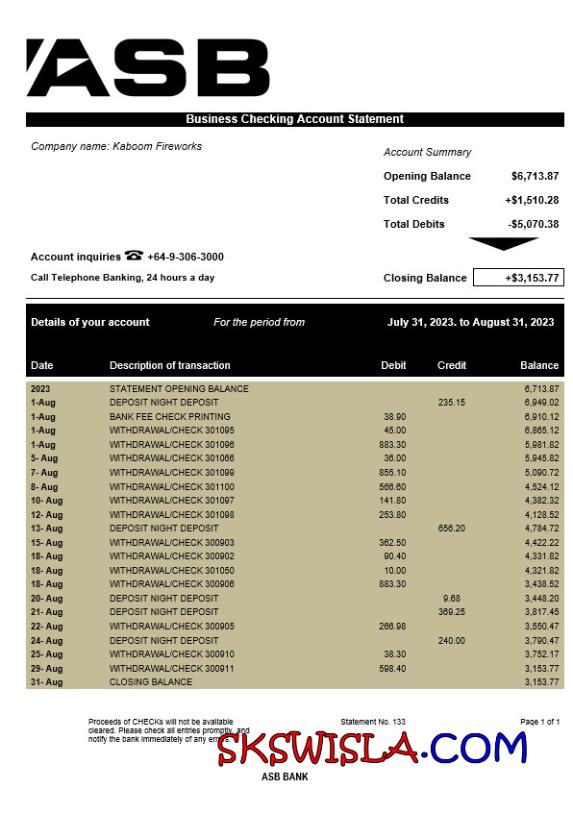 ASB
Business Checking Account Statement
Company name: Kaboom Fireworks
Account Summary
Opening Balance $6,713.87
Total Credits +$1,510.28
Total Debits -$5,070.38
Account inquiries ☎ +64-9-306-3000
Call Telephone Banking, 24 hours a day
Closing Balance +$3,153.77
Details of your account For the period from July 31, 2023. to August 31, 2023
Date Description of transaction Debit Credit Balance
2023 STATEMENT OPENING BALANCE 6,713.87
1-Aug DEPOSIT NIGHT DEPOSIT 235.15 6,949.02
1-Aug BANK FEE CHECK PRINTING 38.90 6,910.12
1-Aug WITHDRAWAL/CHECK 301095 45.00 6,865.12
1-Aug WITHDRAWAL/CHECK 301096 883.30 5,981.82
5- Aug WITHDRAWAL/CHECK 301066 36.00 5,945.82
7- Aug WITHDRAWAL/CHECK 301099 855.10 5,090.72
8- Aug WITHDRAWAL/CHECK 301100 566.60 4,524.12
10- Aug WITHDRAWAL/CHECK 301097 141.80 4,382.32
12- Aug WITHDRAWAL/CHECK 301098 253.80 4,128.52
13- Aug DEPOSIT NIGHT DEPOSIT 656.20 4,784.72
15- Aug WITHDRAWAL/CHECK 300903 362.50 4,422.22
18- Aug WITHDRAWAL/CHECK 300902 90.40 4,331.82
18- Aug WITHDRAWAL/CHECK 301050 10.00 4,321.82
18- Aug WITHDRAWAL/CHECK 300906 883.30 3,438.52
20- Aug DEPOSIT NIGHT DEPOSIT 9.68 3,448.20
21- Aug DEPOSIT NIGHT DEPOSIT 369.25 3,817.45
22- Aug WITHDRAWAL/CHECK 300905 266.98 3,550.47
24- Aug DEPOSIT NIGHT DEPOSIT 240.00 3,790.47
25- Aug WITHDRAWAL/CHECK 300910 38.30 3,752.17
29- Aug WITHDRAWAL/CHECK 300911 598.40 3,153.77
31- Aug CLOSING BALANCE 3,153.77
Proceeds of CHECKs will not be available
cleared. Please check all entries promptly, and
notify the bank immediately of any
Statement No. 133
Page 1 of 1
SKSWISLA.COM
ASB BANK